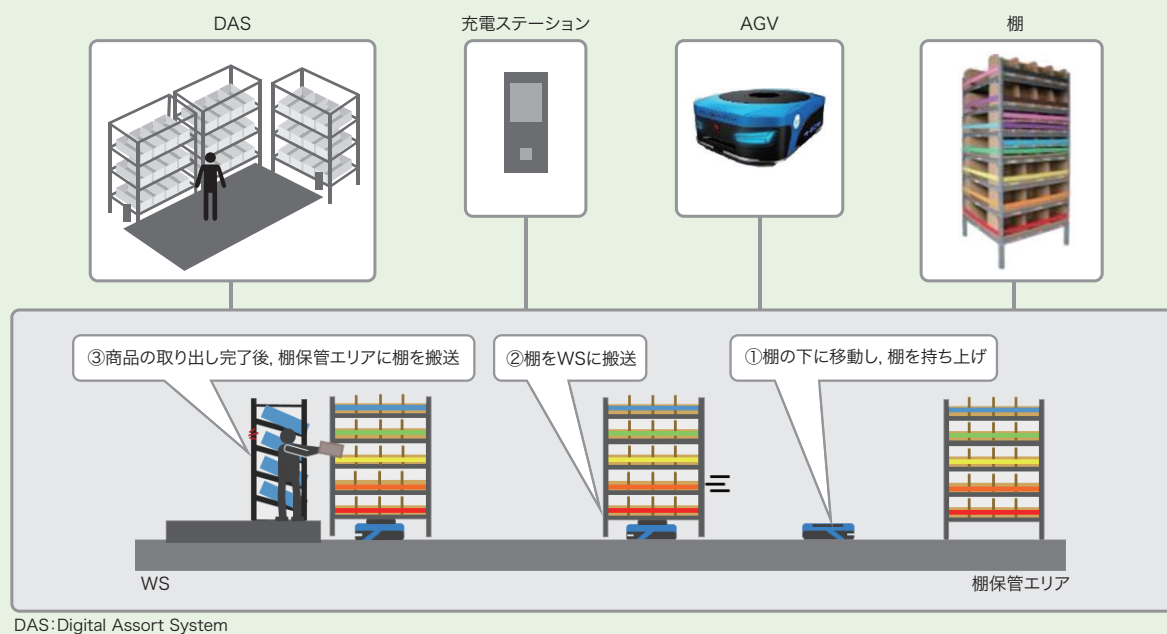 DAS
充電ステーション
AGV
棚
③商品の取り出し完了後, 棚保管エリアに棚を搬送
②棚をWSに搬送
①棚の下に移動し, 棚を持ち上げ
WS
棚保管エリア
DAS:Digital Assort System